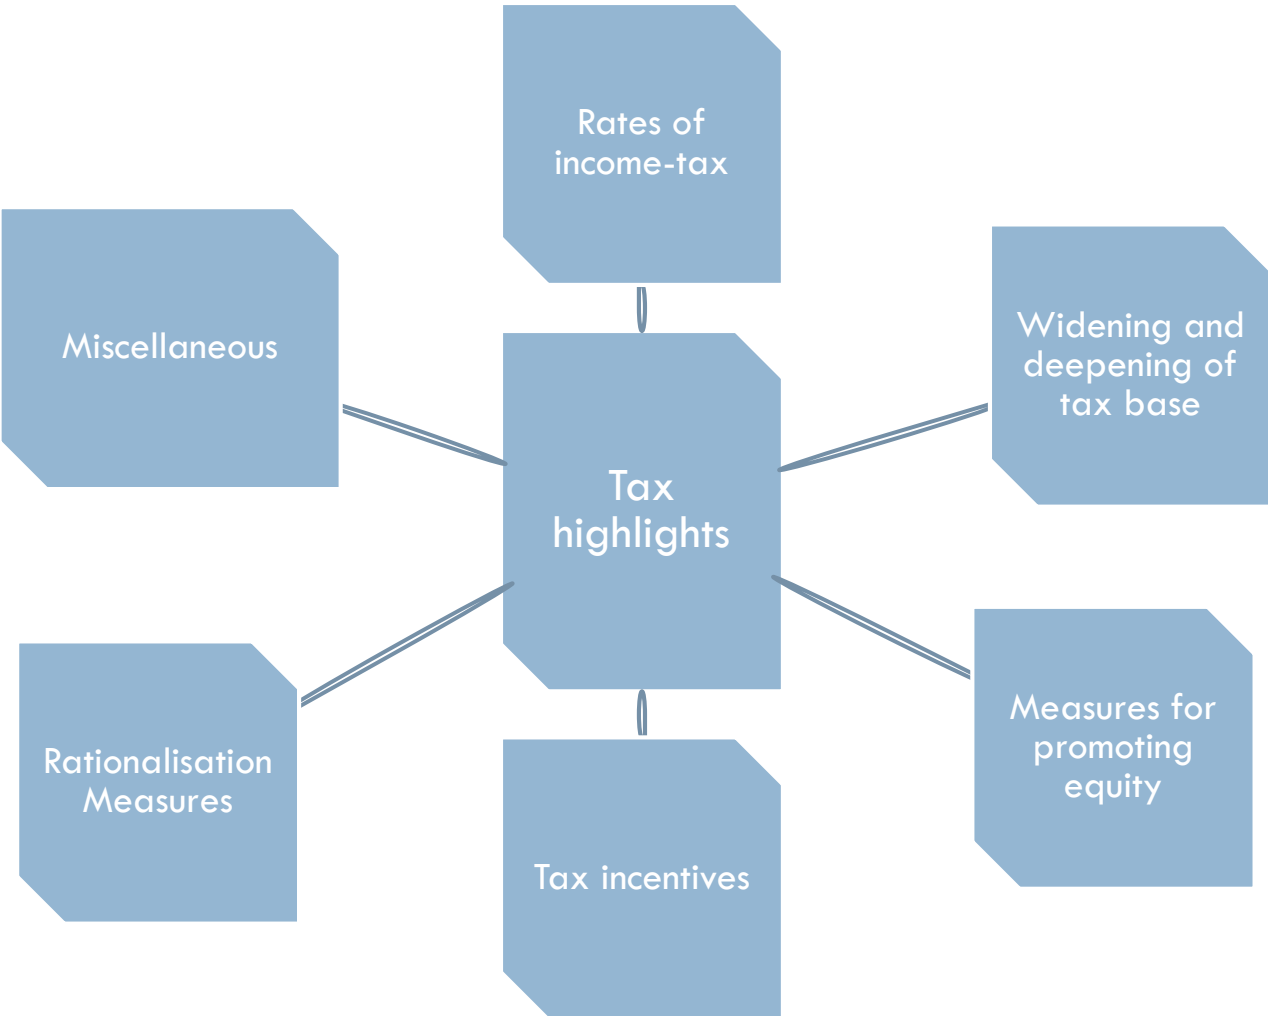 Rates of
income-tax
Miscellaneous
Widening and
deepening of
tax base
Tax
highlights
Measures for
promoting
equity
Rationalisation
Measures
Tax incentives